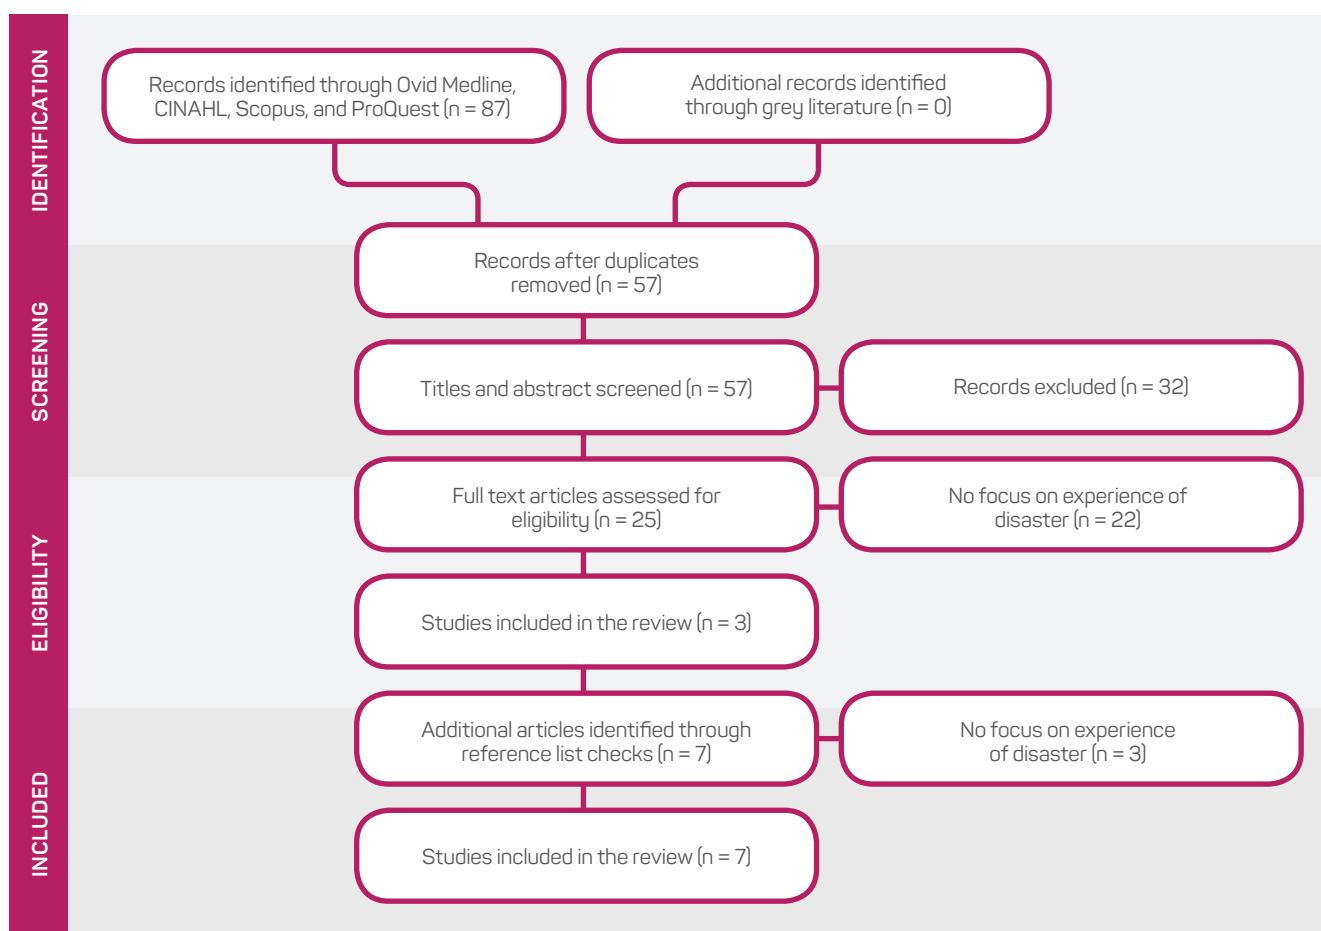 IDENTIFICATION
Records identified through Ovid Medline,
CINAHL, Scopus, and ProQuest (n = 87)
Additional records identified
through grey literature (n = 0)
SCREENING
Records after duplicates
removed (n = 57)
Titles and abstract screened (n = 57)
Records excluded (n = 32)
ELIGIBILITY
Full text articles assessed for
eligibility (n = 25)
No focus on experience of
disaster (n = 22)
Studies included in the review (n = 3)
INCLUDED
Additional articles identified through
reference list checks (n = 7)
No focus on experience
of disaster (n = 3)
Studies included in the review (n = 7)